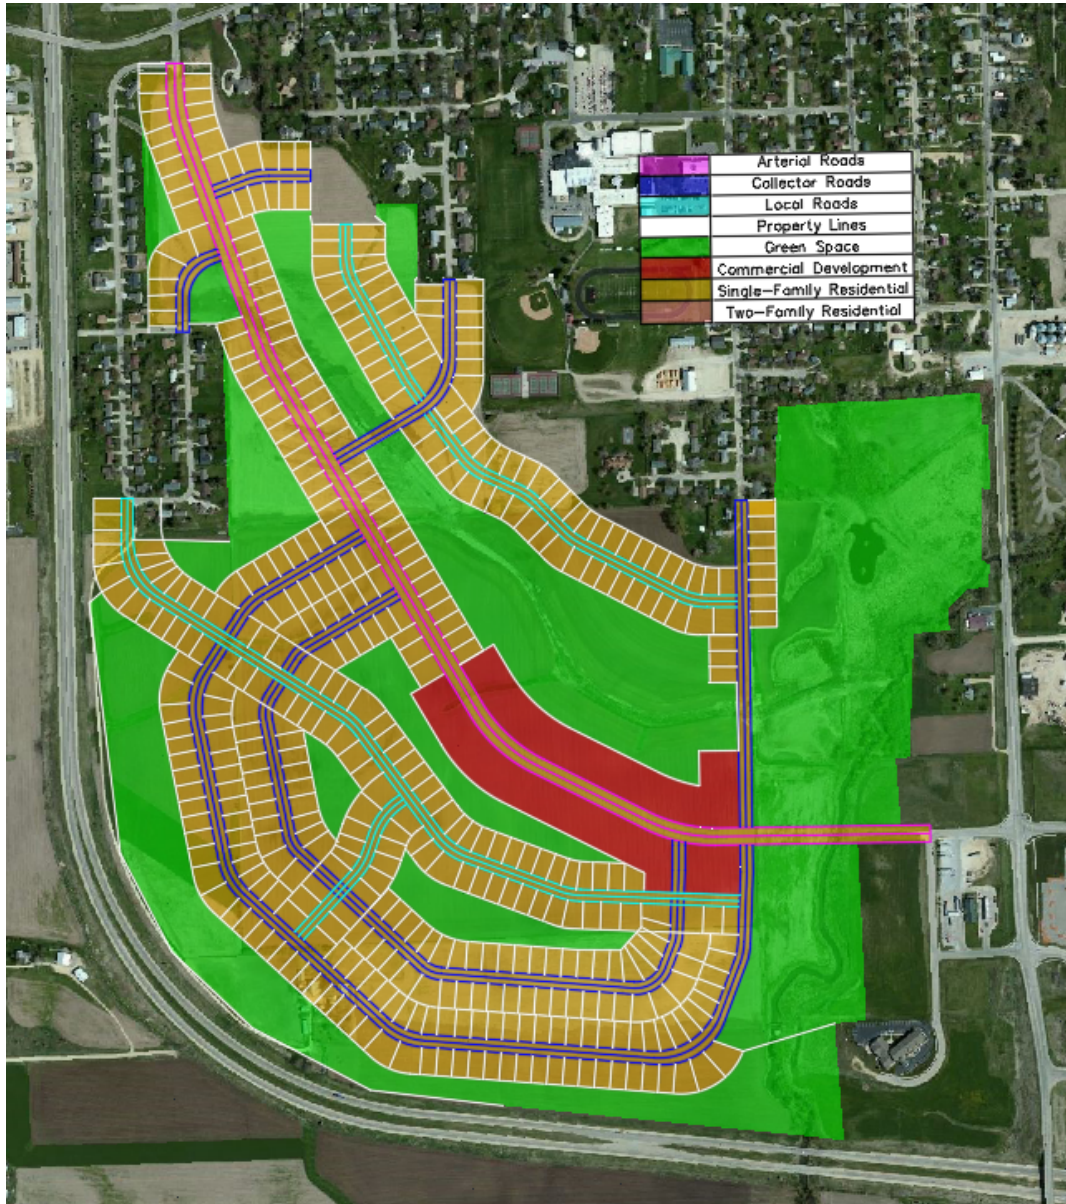 Arterial Roads
Collector Roads
Local Roads
Property Lines
Green Space
Commercial Development
Single-Family Residential
Two-Family Residential